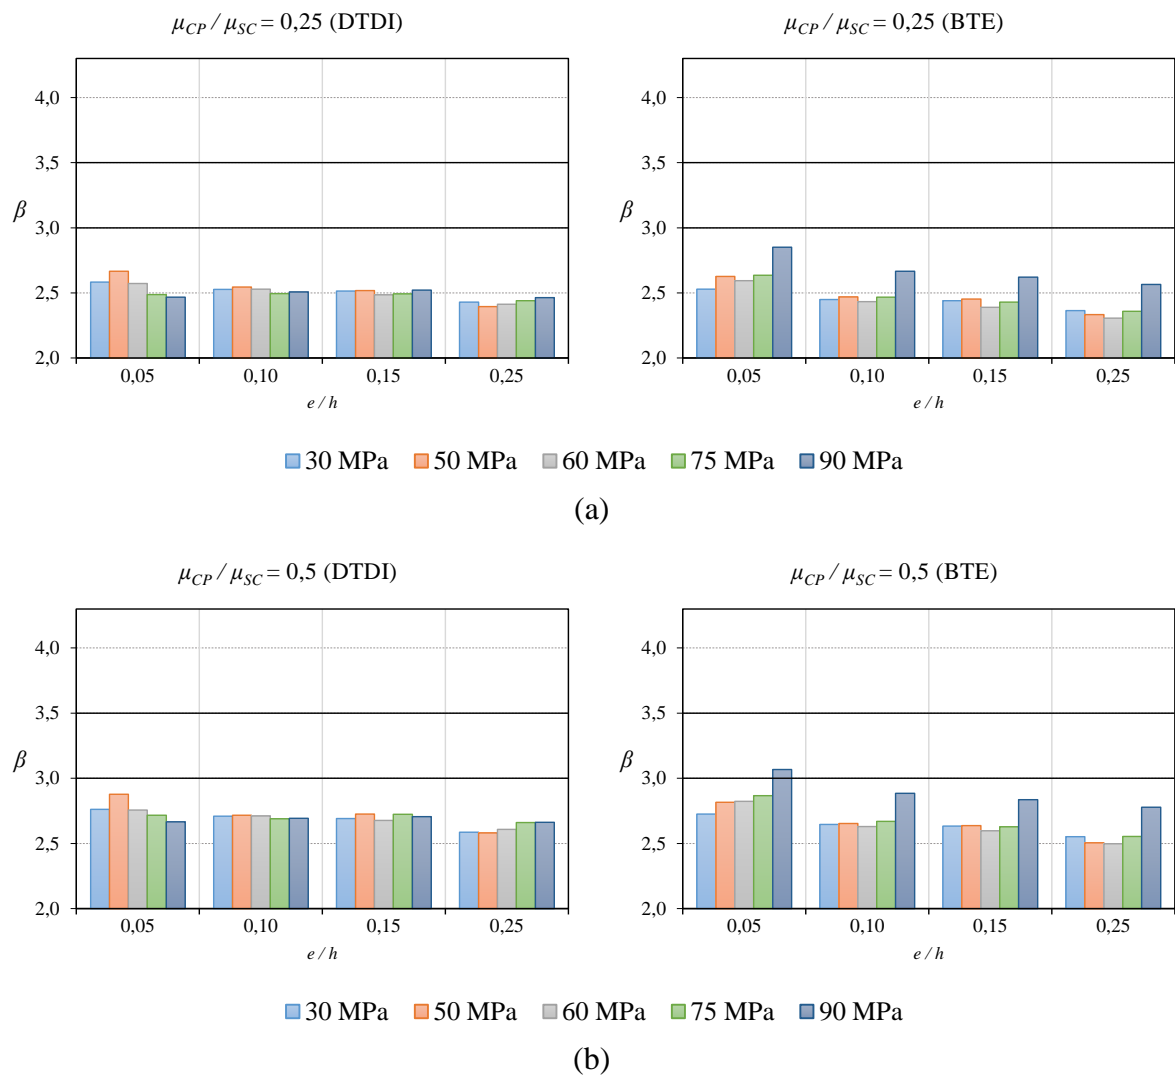 μCP / μSC = 0,25 (DTDI)
4,0
3,5
3,0
2,5
2,0
β
0,05 0,10 0,15 0,25
e / h
μCP / μSC = 0,25 (BTE)
4,0
3,5
3,0
2,5
2,0
β
0,05 0,10 0,15 0,25
e / h
30 MPa 50 MPa 60 MPa 75 MPa 90 MPa
(a)
μCP / μSC = 0,5 (DTDI)
4,0
3,5
3,0
2,5
2,0
β
0,05 0,10 0,15 0,25
e / h
μCP / μSC = 0,5 (BTE)
4,0
3,5
3,0
2,5
2,0
β
0,05 0,10 0,15 0,25
e / h
30 MPa 50 MPa 60 MPa 75 MPa 90 MPa
(b)